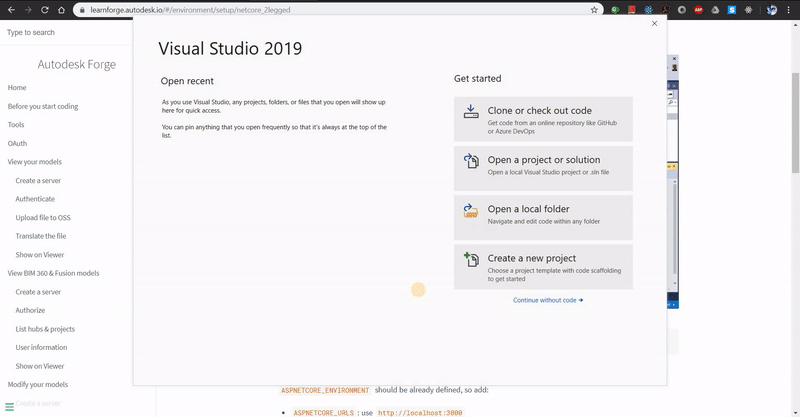 learnforge.autodesk.io/#/environment/setup/netcore_2legged
Type to search
Autodesk Forge
Home
Before you start coding
Tools
OAuth
View your models
Create a server
Authenticate
Upload file to OSS
Translate the file
Show on Viewer
View BIM 360 & Fusion models
Create a server
Authorize
List hubs & projects
User information
Show on Viewer
Modify your models
Create a server
Visual Studio 2019
Open recent
As you use Visual Studio, any projects, folders, or files that you open will show up
here for quick access.
You can pin anything that you open frequently so that it's always at the top of the
list.
Get started
Clone or check out code
Get code from an online repository like GitHub
or Azure DevOps
Open a project or solution
Open a local Visual Studio project or .sln file
Open a local folder
Navigate and edit code within any folder
Create a new project
Choose a project template with code scaffolding
to get started
Continue without code →
ASPNETCORE_ENVIRONMENT should be already defined, so add:
ASPNETCORE_URLS : use http://localhost:3000